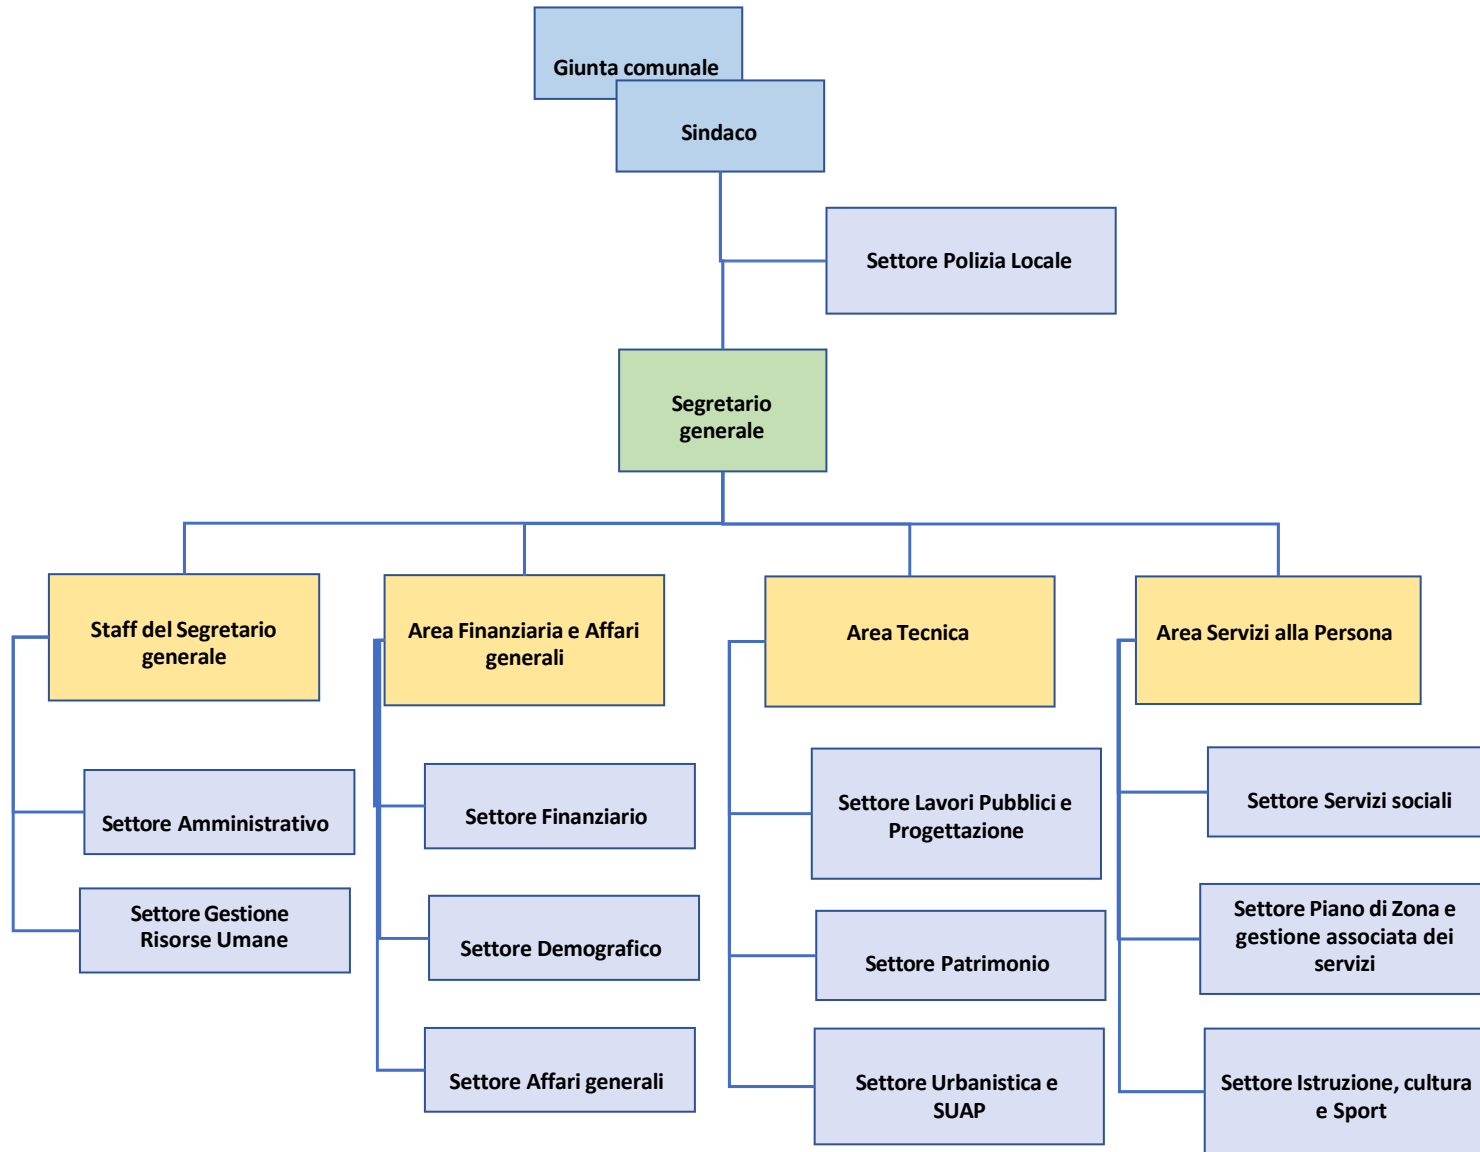 Giunta comunale
Sindaco
Settore Polizia Locale
Segretario
generale
Staff del Segretario
generale
Area Finanziaria e Affari
generali
Area Tecnica
Area Servizi alla Persona
Settore Amministrativo
Settore Gestione
Risorse Umane
Settore Finanziario
Settore Demografico
Settore Affari generali
Settore Lavori Pubblici e
Progettazione
Settore Patrimonio
Settore Urbanistica e
SUAP
Settore Servizi sociali
Settore Piano di Zona e
gestione associata dei
servizi
Settore Istruzione, cultura
e Sport